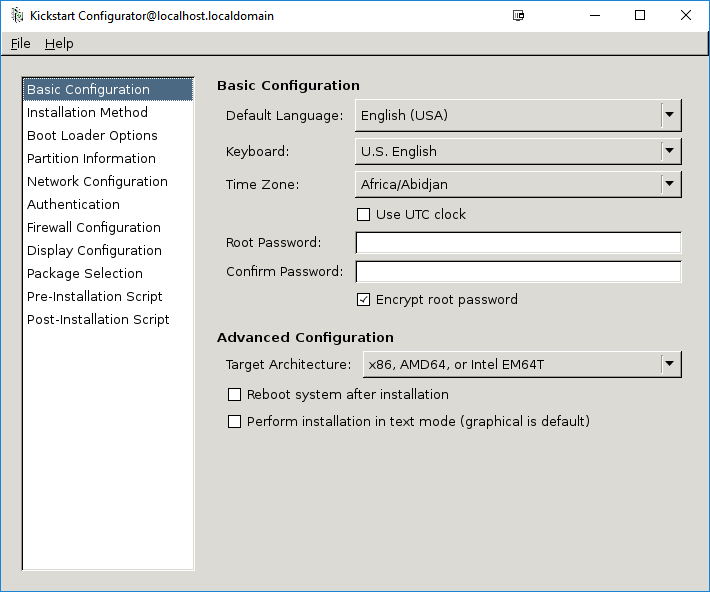 Kickstart Configurator@localhost.localdomain
File Help
Basic Configuration
Installation Method
Boot Loader Options
Partition Information
Network Configuration
Authentication
Firewall Configuration
Display Configuration
Package Selection
Pre-Installation Script
Post-Installation Script
Basic Configuration
Default Language: English (USA)
Keyboard: U.S. English
Time Zone: Africa/Abidjan
Use UTC clock
Root Password:
Confirm Password:
Encrypt root password
Advanced Configuration
Target Architecture: x86, AMD64, or Intel EM64T
Reboot system after installation
Perform installation in text mode (graphical is default)